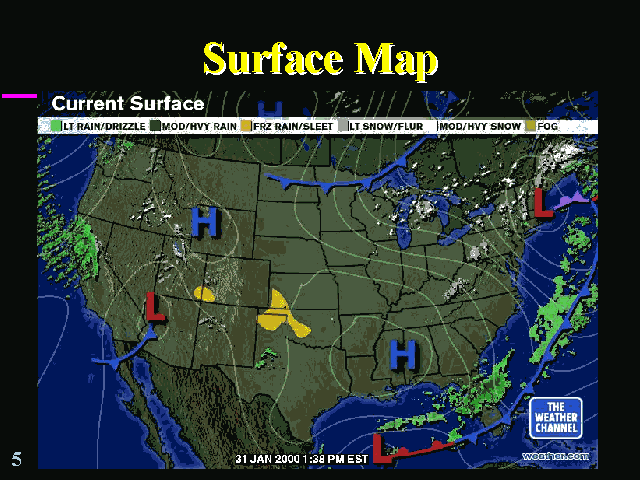 Surface Map
Current Surface
H
LT RAIN/DRIZZLE MOD/HVY RAIN FRZ RAIN/SLEET LT SNOW/FLUR MOD/HVY SNOW FOG
L
H
L
H
THE
WEATHER
CHANNEL
L
weather.com
31 JAN 2000 1:38 PM EST
5